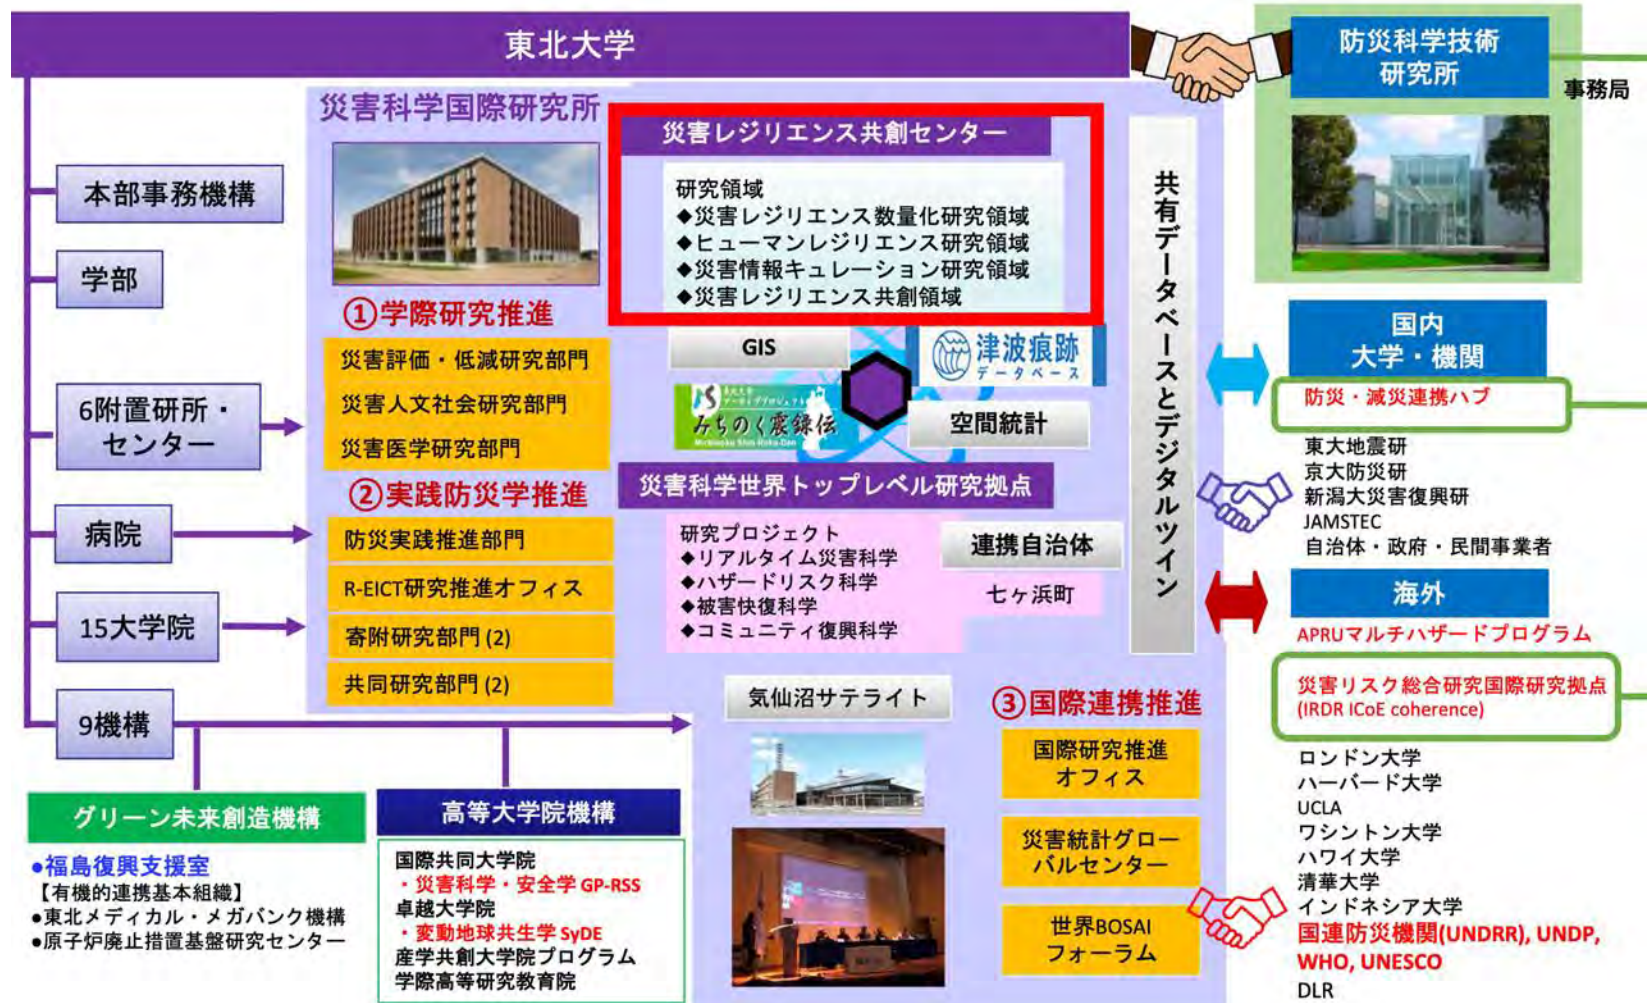 東北大学
防災科学技術
研究所
事務局
災害科学国際研究所
災害レジリエンス共創センター
研究領域
◆災害レジリエンス数量化研究領域
◆ヒューマンレジリエンス研究領域
◆災害情報キュレーション研究領域
◆災害レジリエンス共創領域
本部事務機構
学部
6附置研所・
センター
病院
15大学院
9機構
①学際研究推進
災害評価・低減研究部門
災害人文社会研究部門
災害医学研究部門
②実践防災学推進
防災実践推進部門
R-EICT研究推進オフィス
寄附研究部門 (2)
共同研究部門 (2)
GIS
津波痕跡
データベース
東北大学
アーカイブプロジェクト
みちのく震録伝
Michinoku Shin-Roku-Den
空間統計
災害科学世界トップレベル研究拠点
研究プロジェクト
◆リアルタイム災害科学
◆ハザードリスク科学
◆被害快復科学
◆コミュニティ復興科学
連携自治体
七ヶ浜町
共有データベースとデジタルツイン
国内
大学・機関
防災・減災連携ハブ
東大地震研
京大防災研
新潟大災害復興研
JAMSTEC
自治体・政府・民間事業者
海外
APRUマルチハザードプログラム
災害リスク総合研究国際研究拠点
(IRDR ICoE coherence)
ロンドン大学
ハーバード大学
UCLA
ワシントン大学
ハワイ大学
清華大学
インドネシア大学
国連防災機関(UNDRR), UNDP,
WHO, UNESCO
DLR
気仙沼サテライト
③国際連携推進
国際研究推進
オフィス
災害統計グロー
バルセンター
世界BOSAI
フォーラム
グリーン未来創造機構
●福島復興支援室
【有機的連携基本組織】
●東北メディカル・メガバンク機構
●原子炉廃止措置基盤研究センター
高等大学院機構
国際共同大学院
・災害科学・安全学 GP-RSS
卓越大学院
・変動地球共生学 SyDE
産学共創大学院プログラム
学際高等研究教育院